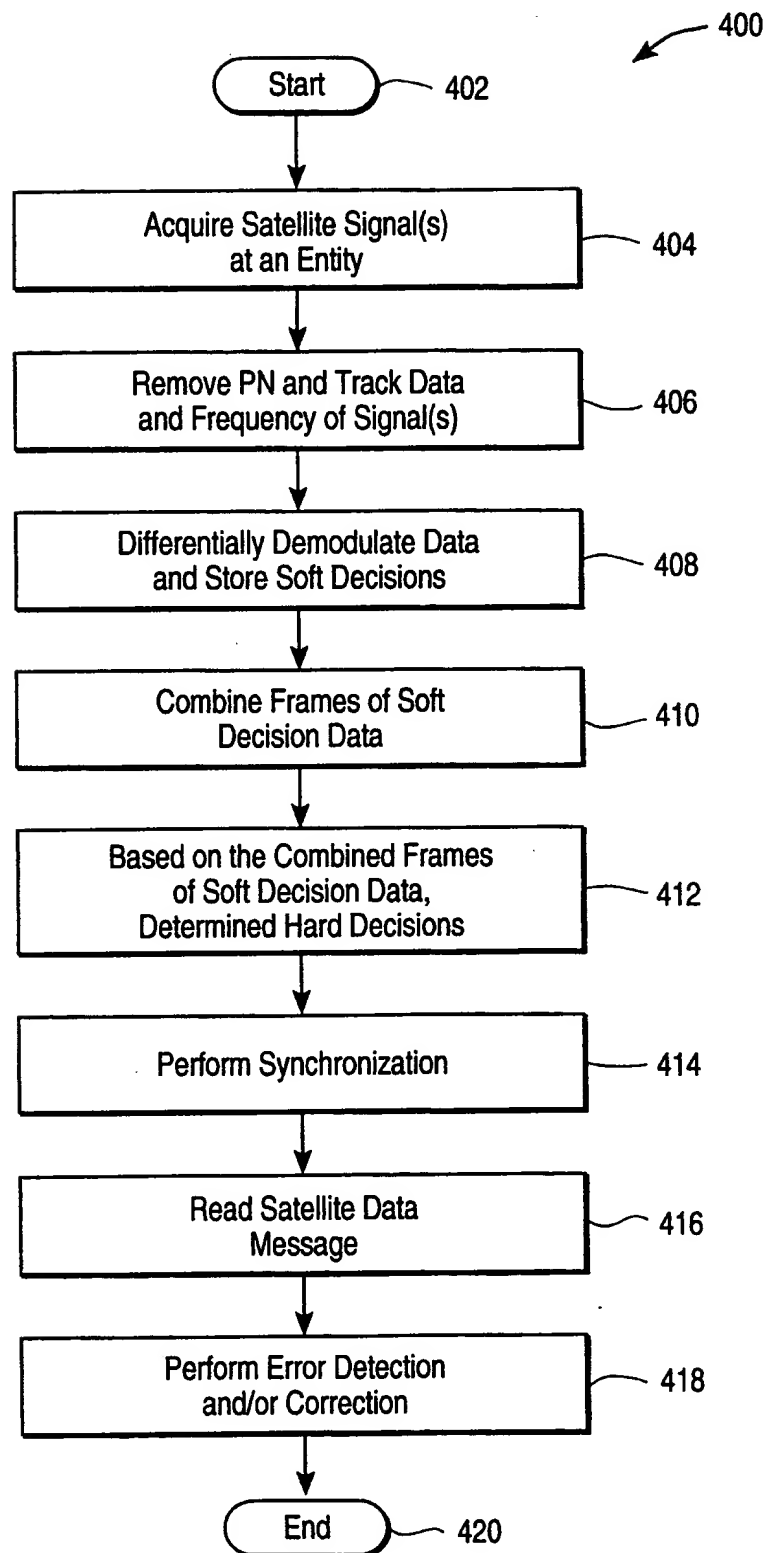 400
Start
402
Acquire Satellite Signal(s)
at an Entity
404
Remove PN and Track Data
and Frequency of Signal(s)
406
Differentially Demodulate Data
and Store Soft Decisions
408
Combine Frames of Soft
Decision Data
410
Based on the Combined Frames
of Soft Decision Data,
Determined Hard Decisions
412
Perform Synchronization
414
Read Satellite Data
Message
416
Perform Error Detection
and/or Correction
418
End
420